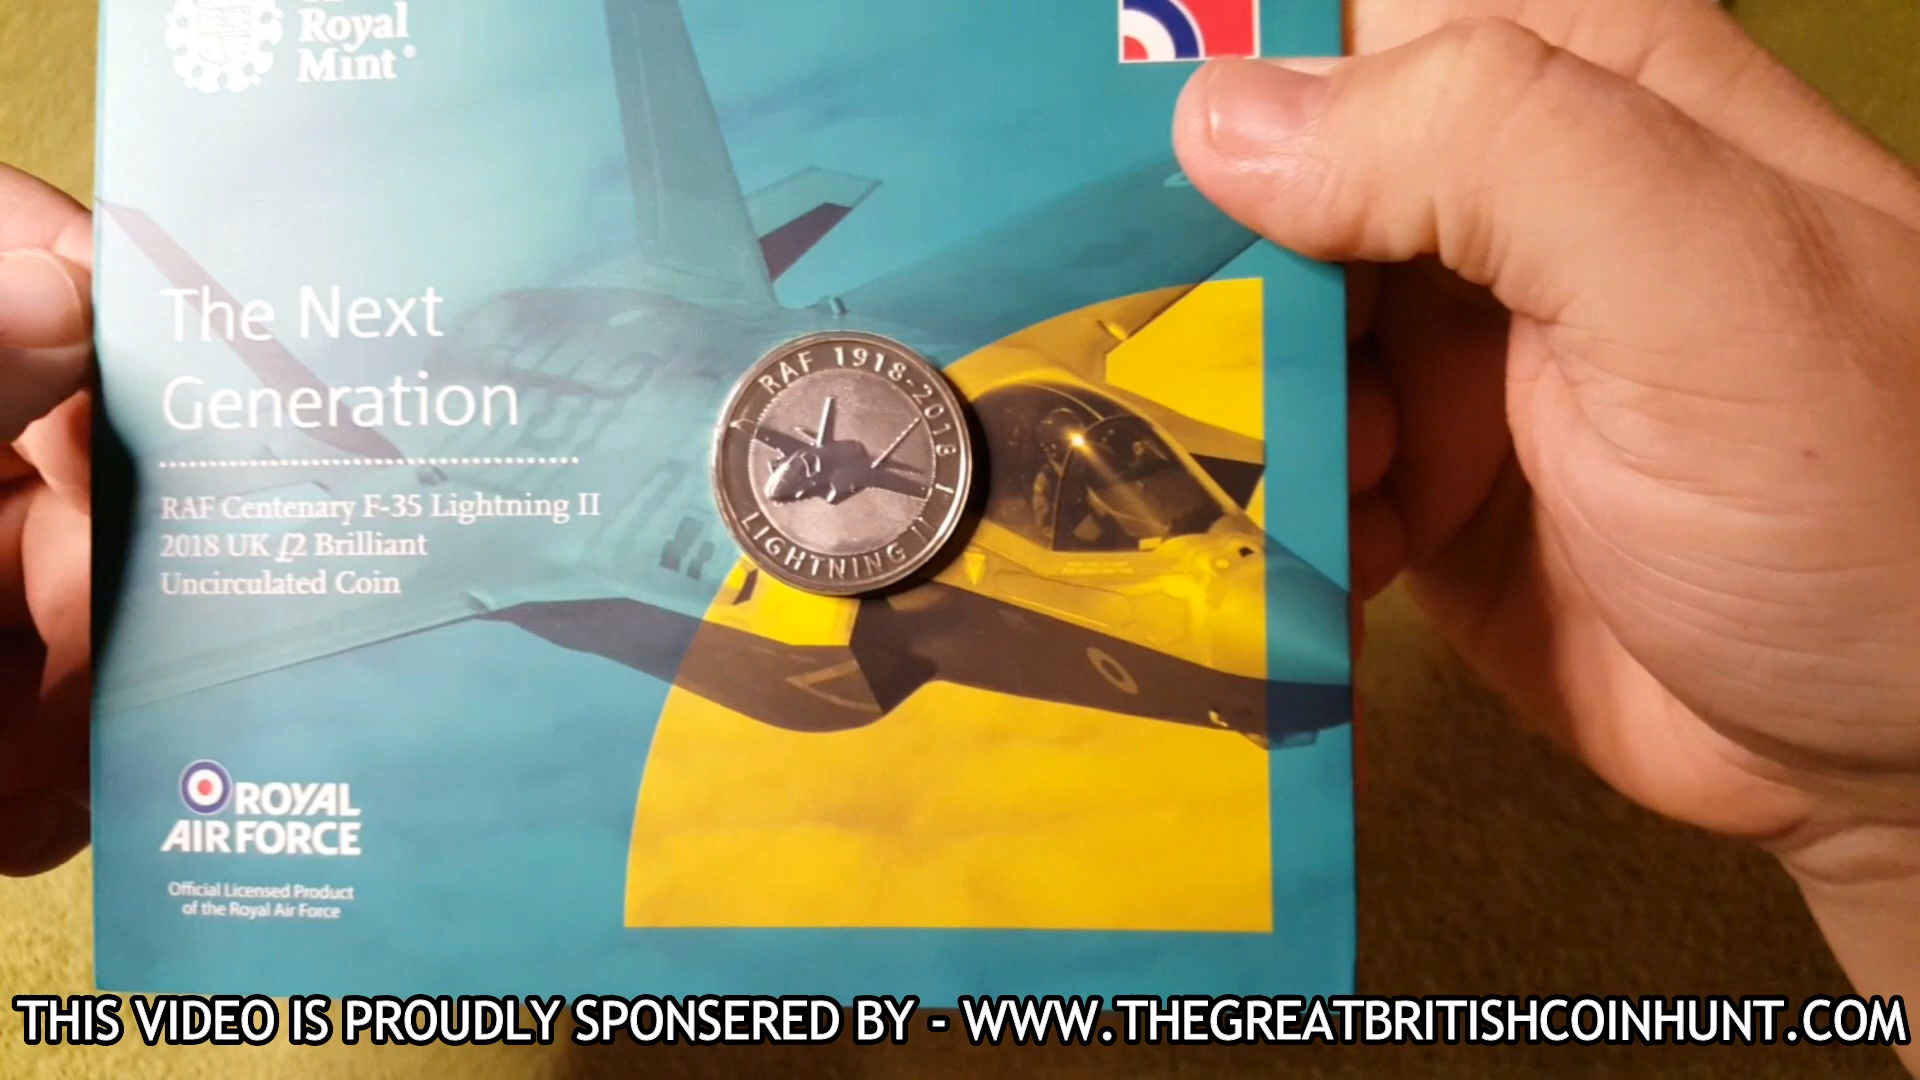 Royal
Mint®
The Next
Generation
RAF Centenary F-35 Lightning II
2018 UK £2 Brilliant
Uncirculated Coin
RAF 1918-2018
LIGHTNING II
ROYAL
AIR FORCE
Official Licensed Product
of the Royal Air Force
THIS VIDEO IS PROUDLY SPONSERED BY - WWW.THEGREATBRITISHCOINHUNT.COM